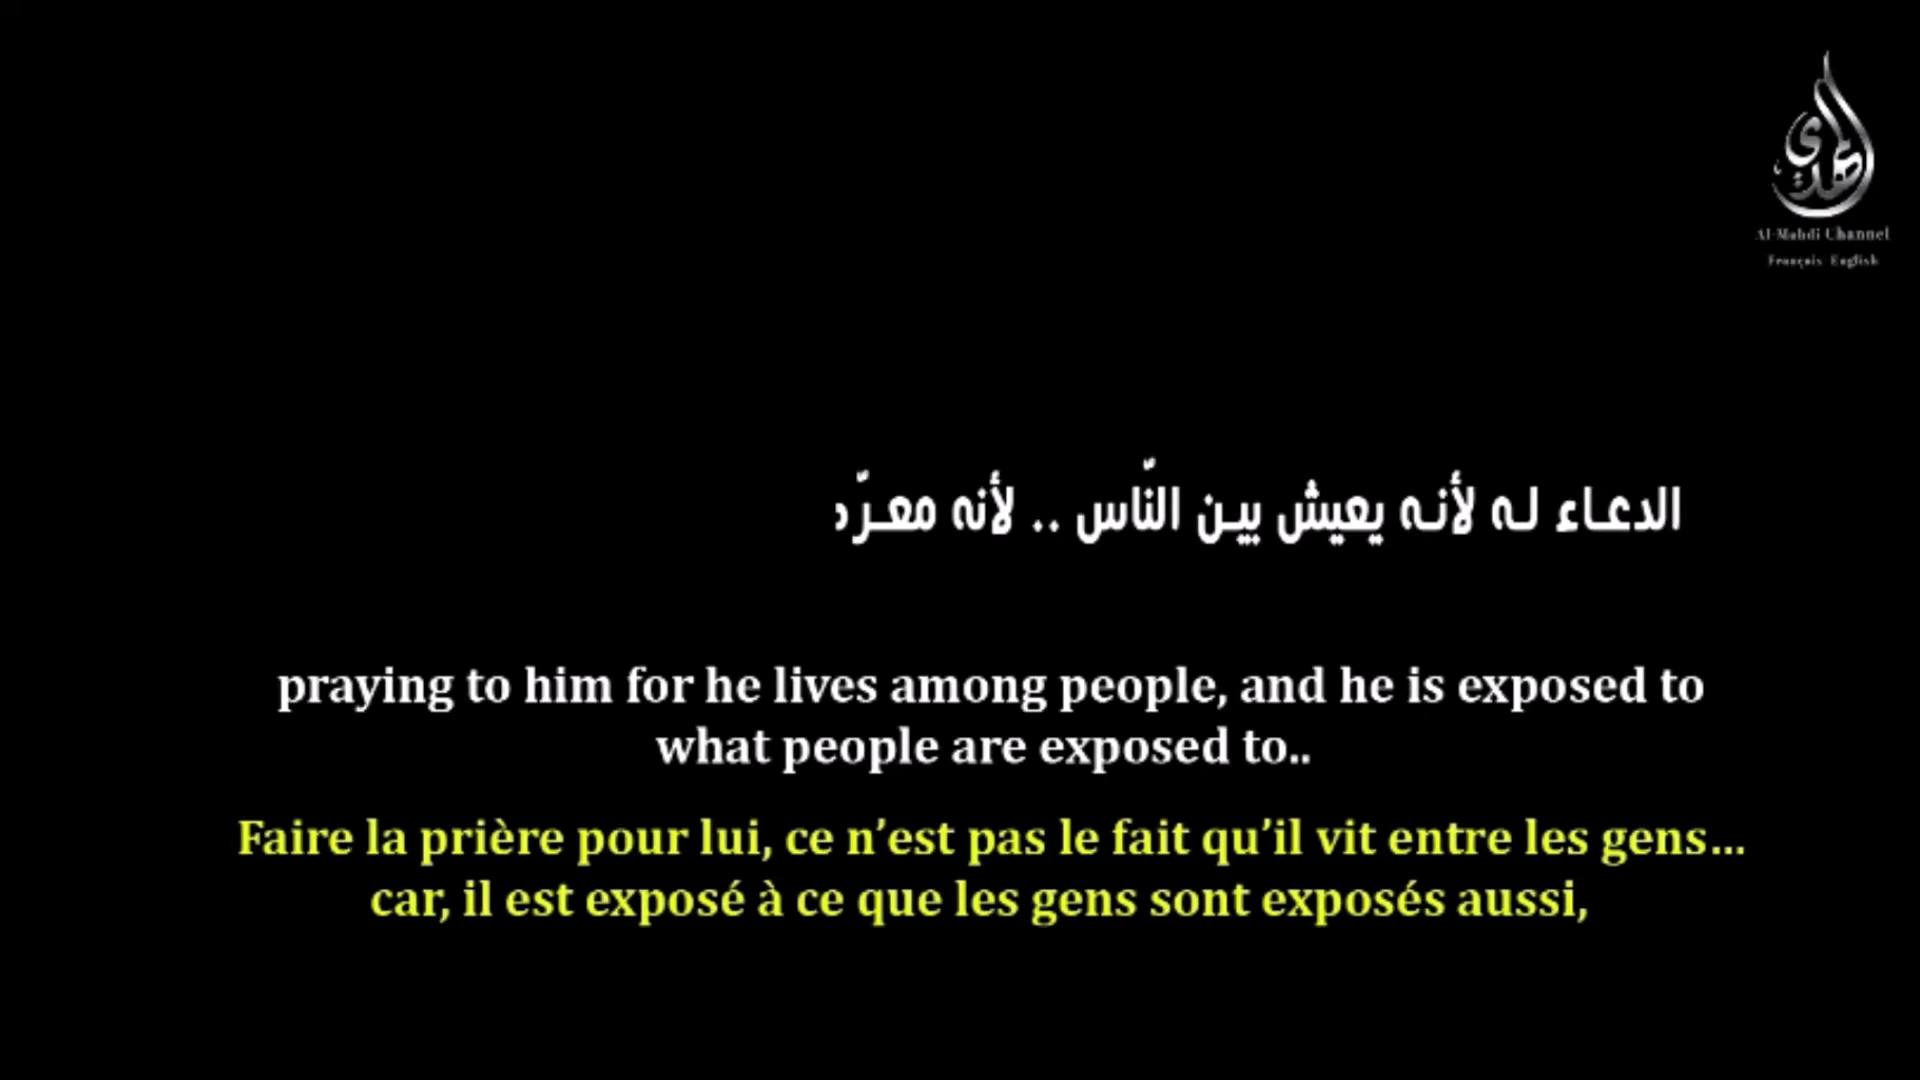 المهدي
Al-Mahdi Channel
Français English
الدعاء له لأنه يعيش بين النّاس .. لأنه معرّ
praying to him for he lives among people, and he is exposed to
what people are exposed to..
Faire la prière pour lui, ce n’est pas le fait qu’il vit entre les gens...
car, il est exposé à ce que les gens sont exposés aussi,